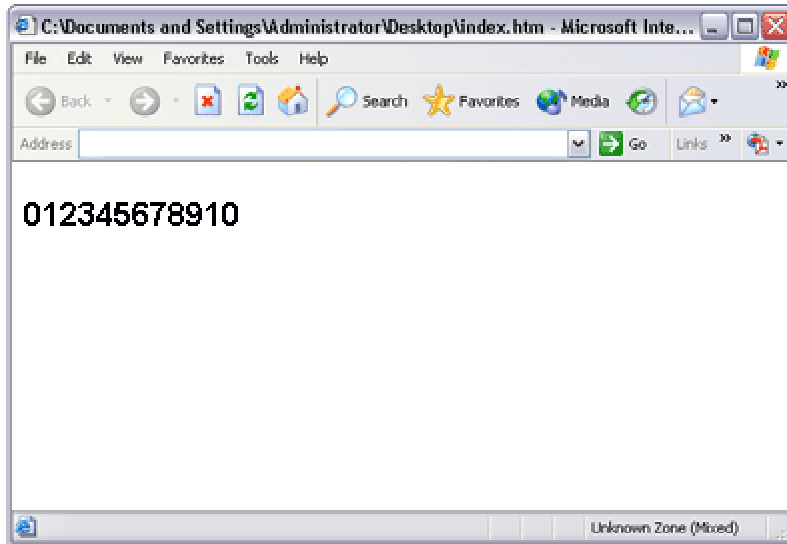 C:\Documents and Settings\Administrator\Desktop\index.htm - Microsoft Inte...
File Edit View Favorites Tools Help
Back Search Favorites Media »
Address Go Links »
012345678910
Unknown Zone (Mixed)